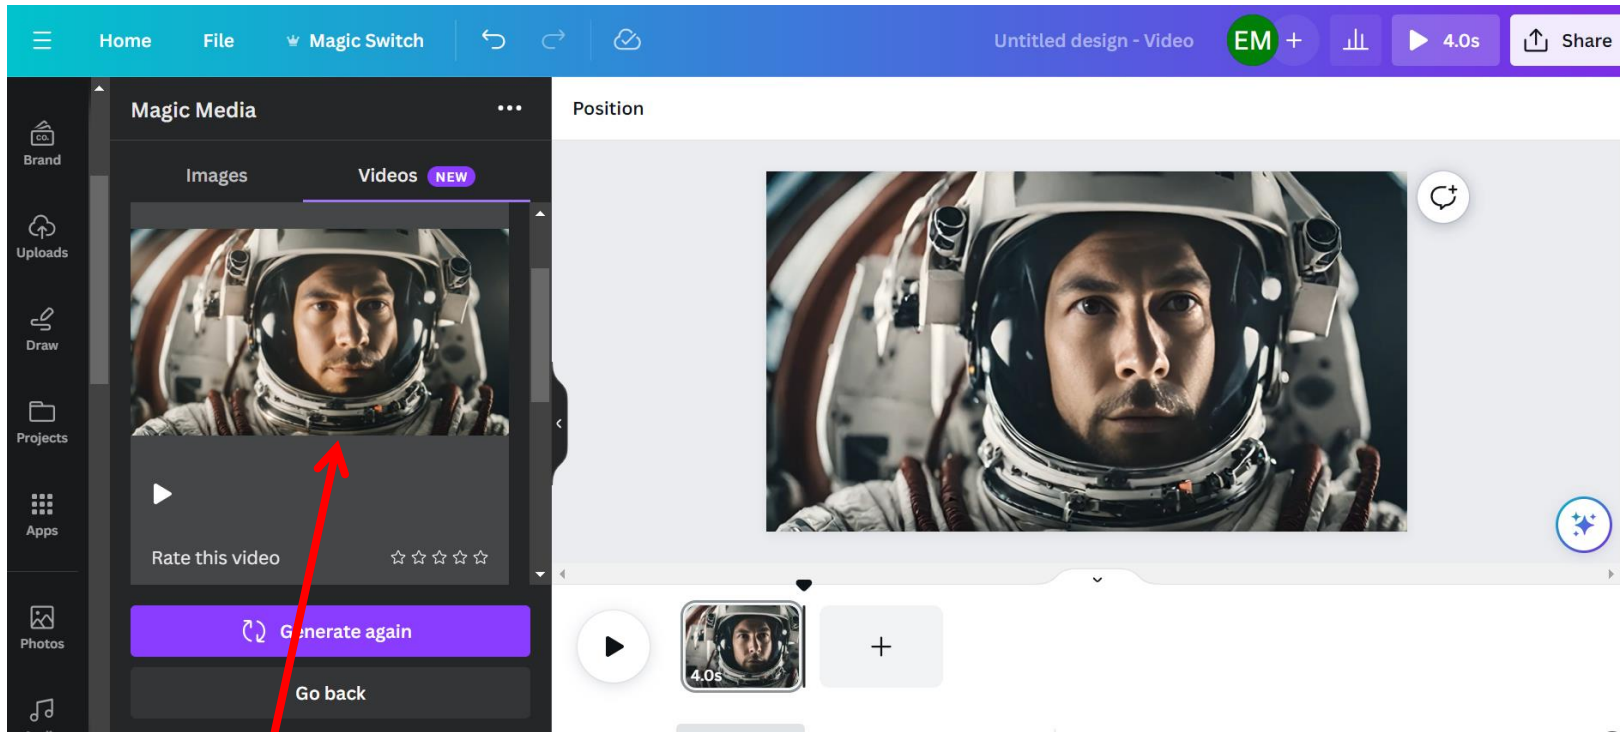 Home File Magic Switch Untitled design - Video EM + 4.0s Share
Magic Media
Position
Images Videos NEW
CO.
Brand
Uploads
Draw
Projects
Apps
Rate this video
Photos
Generate again
4.0s
Go back